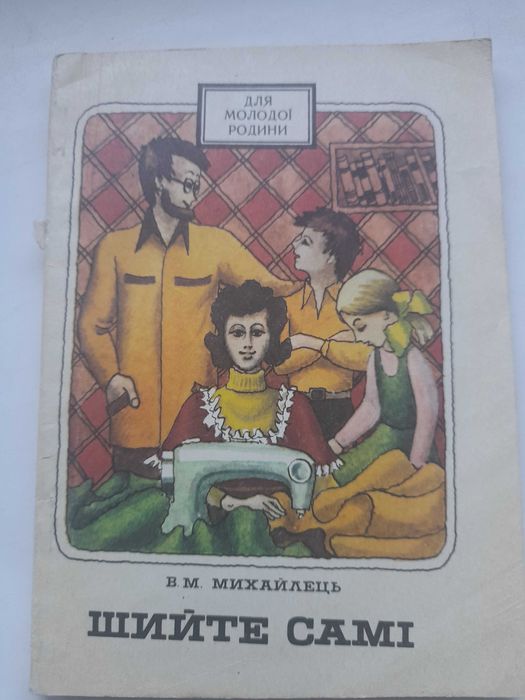 ДЛЯ
МОЛОДОЇ
РОДИНИ
В. М. МИХАЙЛЕЦЬ
ШИЙТЕ САМІ